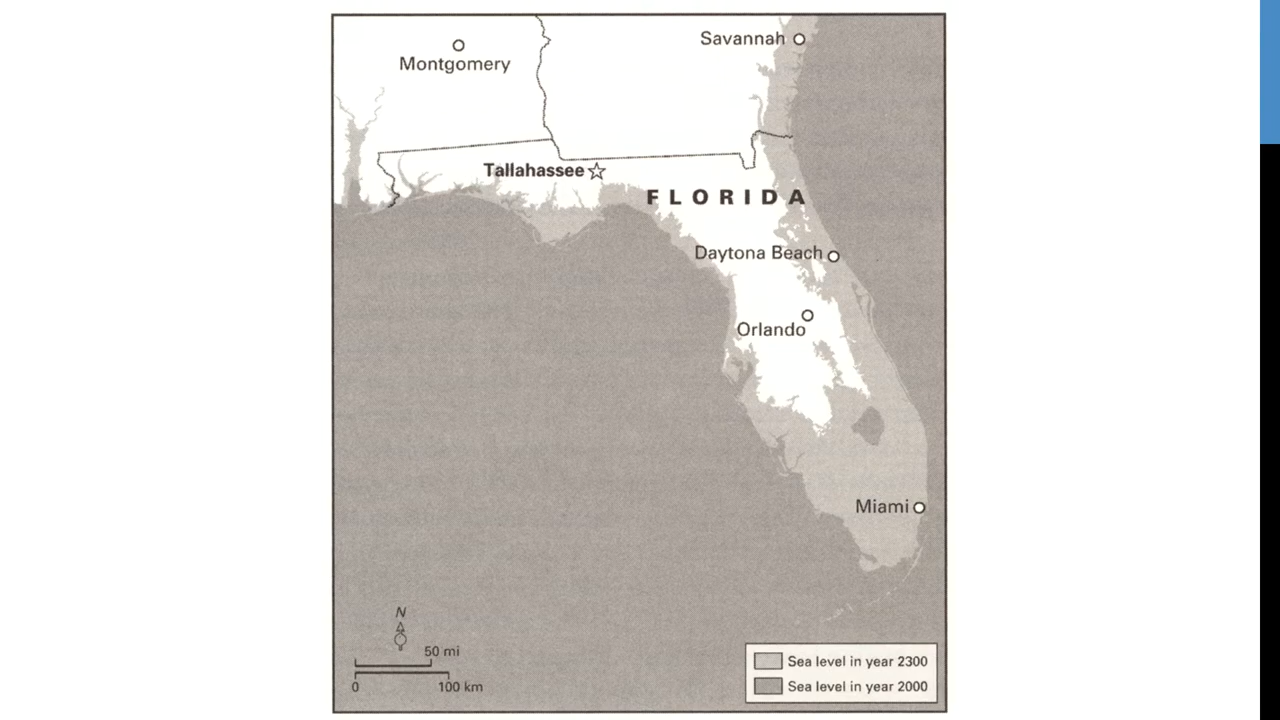 Savannah
Montgomery
Tallahassee
FLORIDA
Daytona Beach
Orlando
Miami
N
50 mi
0 100 km
Sea level in year 2300
Sea level in year 2000